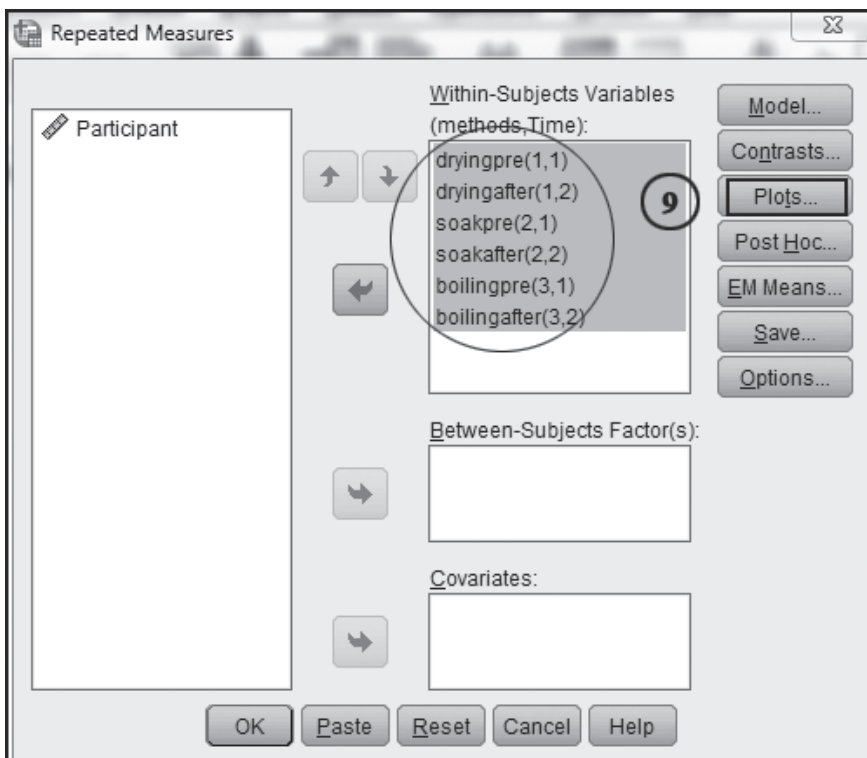 Repeated Measures
Participant
Within-Subjects Variables
(methods,Time):
dryingpre(1,1)
dryingafter(1,2)
soakpre(2,1)
soakafter(2,2)
boilingpre(3,1)
boilingafter(3,2)
9
Model...
Contrasts...
Plots...
Post Hoc...
EM Means...
Save...
Options...
Between-Subjects Factor(s):
Covariates:
OK
Paste
Reset
Cancel
Help